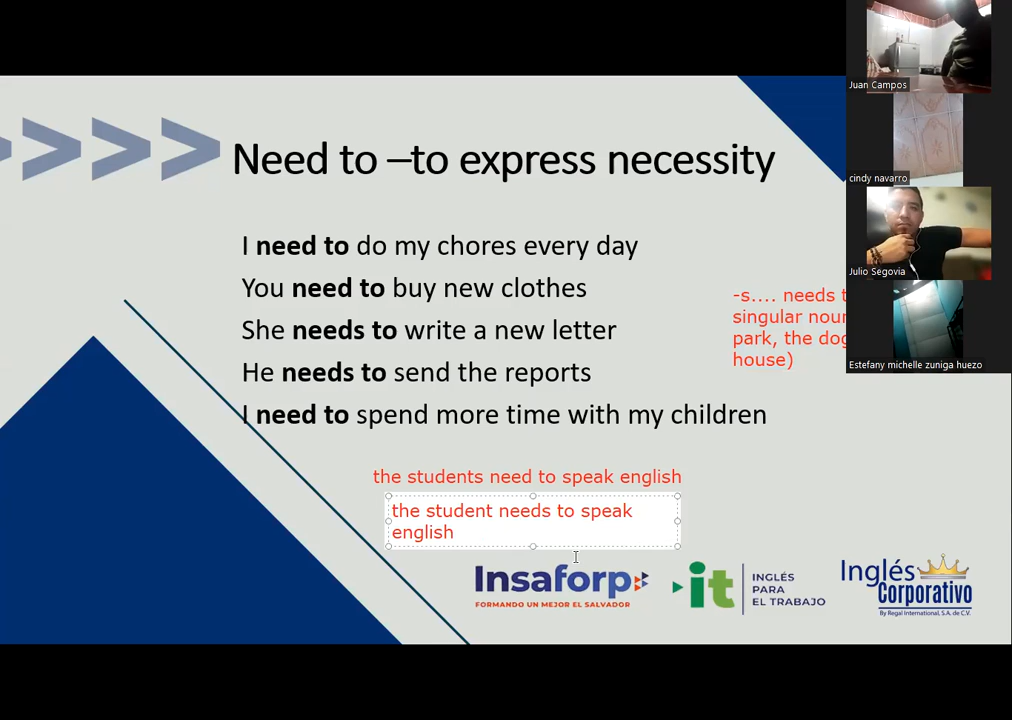 Need to –to express necessity
I need to do my chores every day
You need to buy new clothes
She needs to write a new letter
He needs to send the reports
I need to spend more time with my children
-s.... needs
singular
park, the
house)
the students need to speak english
the student needs to speak
english
Insaforp
FORMANDO UN MEJOR EL SALVADOR
it
INGLÉS
PARA
EL TRABAJO
Inglés
Corporativo
By Regal International, S.A. de C.V.
Juan Campos
cindy navarro
Julio Segovia
Estefany michelle zuniga huezo